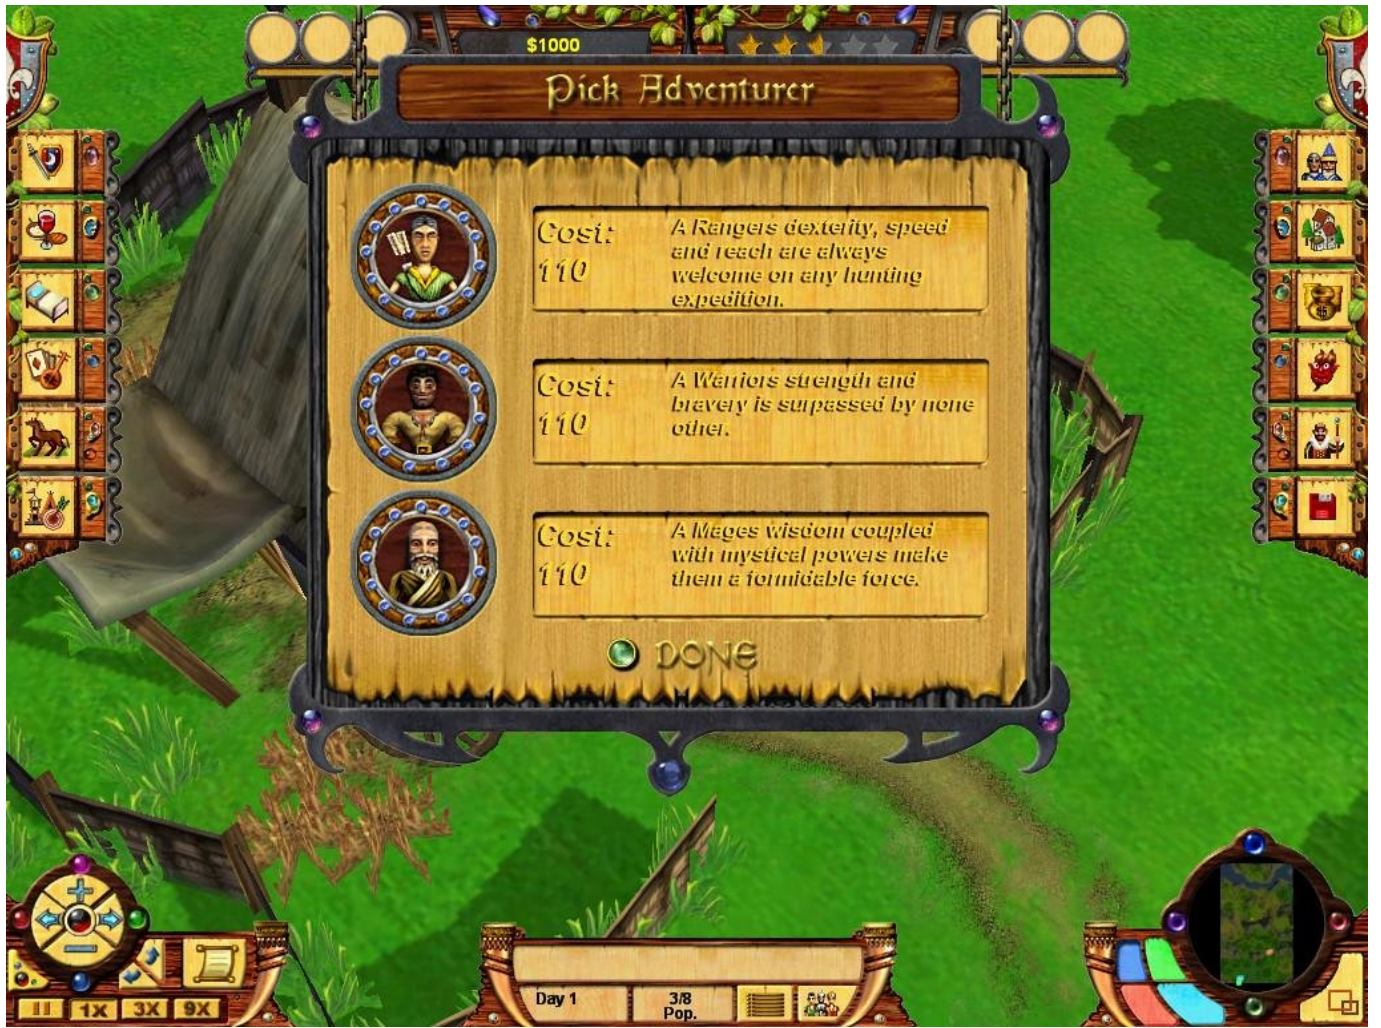 $1000
Pick Adventurer
Cost:
110
A Rangers dexterity, speed
and reach are always
welcome on any hunting
expedition.
Cost:
110
A Warriors strength and
bravery is surpassed by none
other.
Cost:
110
A Mages wisdom coupled
with mystical powers make
them a formidable force.
DONE
1X
3X
9X
Day 1
3/8
Pop.